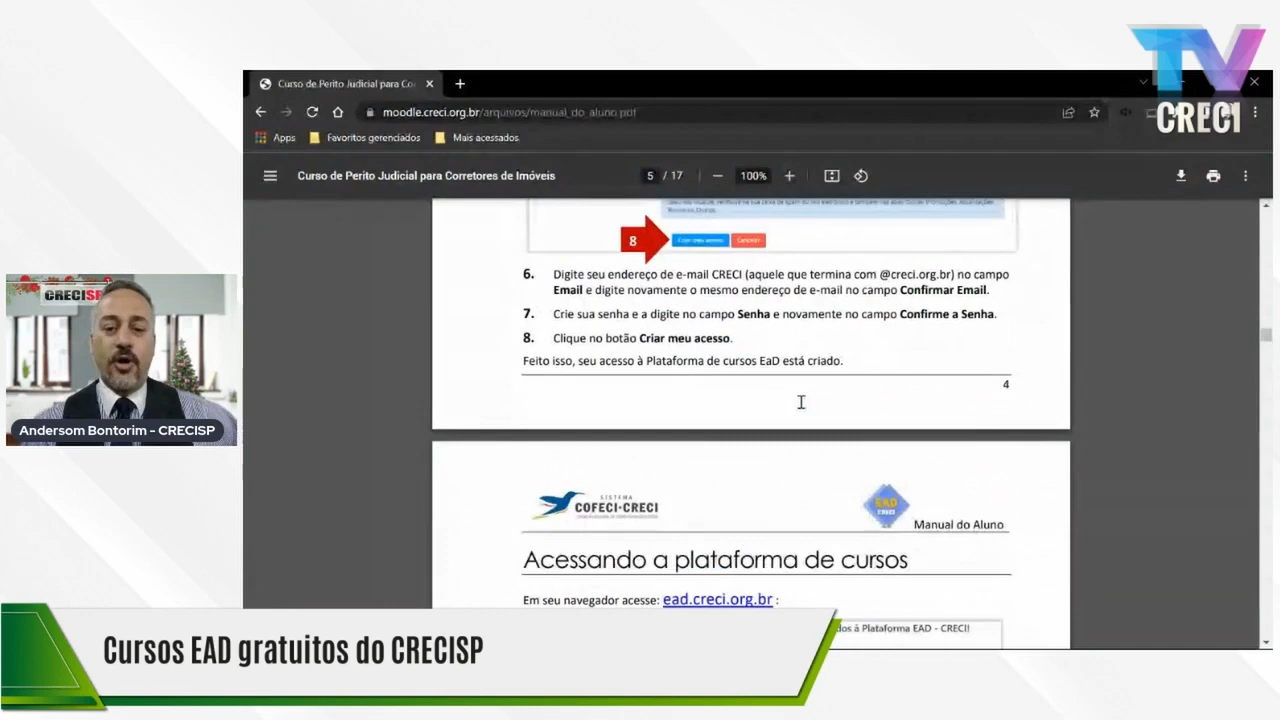 TV
CRECI
Curso de Perito Judicial para Co
moodle.creci.org.br/arquivos/manual_do_aluno.pdf
Apps Favoritos gerenciados Mais acessados
Curso de Perito Judicial para Corretores de Imóveis 5 / 17 100%
8 Criar meu acesso Cancelar
6. Digite seu endereço de e-mail CRECI (aquele que termina com @creci.org.br) no campo
Email e digite novamente o mesmo endereço de e-mail no campo Confirmar Email.
7. Crie sua senha e a digite no campo Senha e novamente no campo Confirme a Senha.
8. Clique no botão Criar meu acesso.
Feito isso, seu acesso à Plataforma de cursos EaD está criado.
4
SISTEMA
COFECI-CRECI
EAD
CRECI
Manual do Aluno
Acessando a plataforma de cursos
Em seu navegador acesse: ead.creci.org.br :
à Plataforma EAD - CRECI!
CRECISP
Andersom Bontorim - CRECISP
Cursos EAD gratuitos do CRECISP